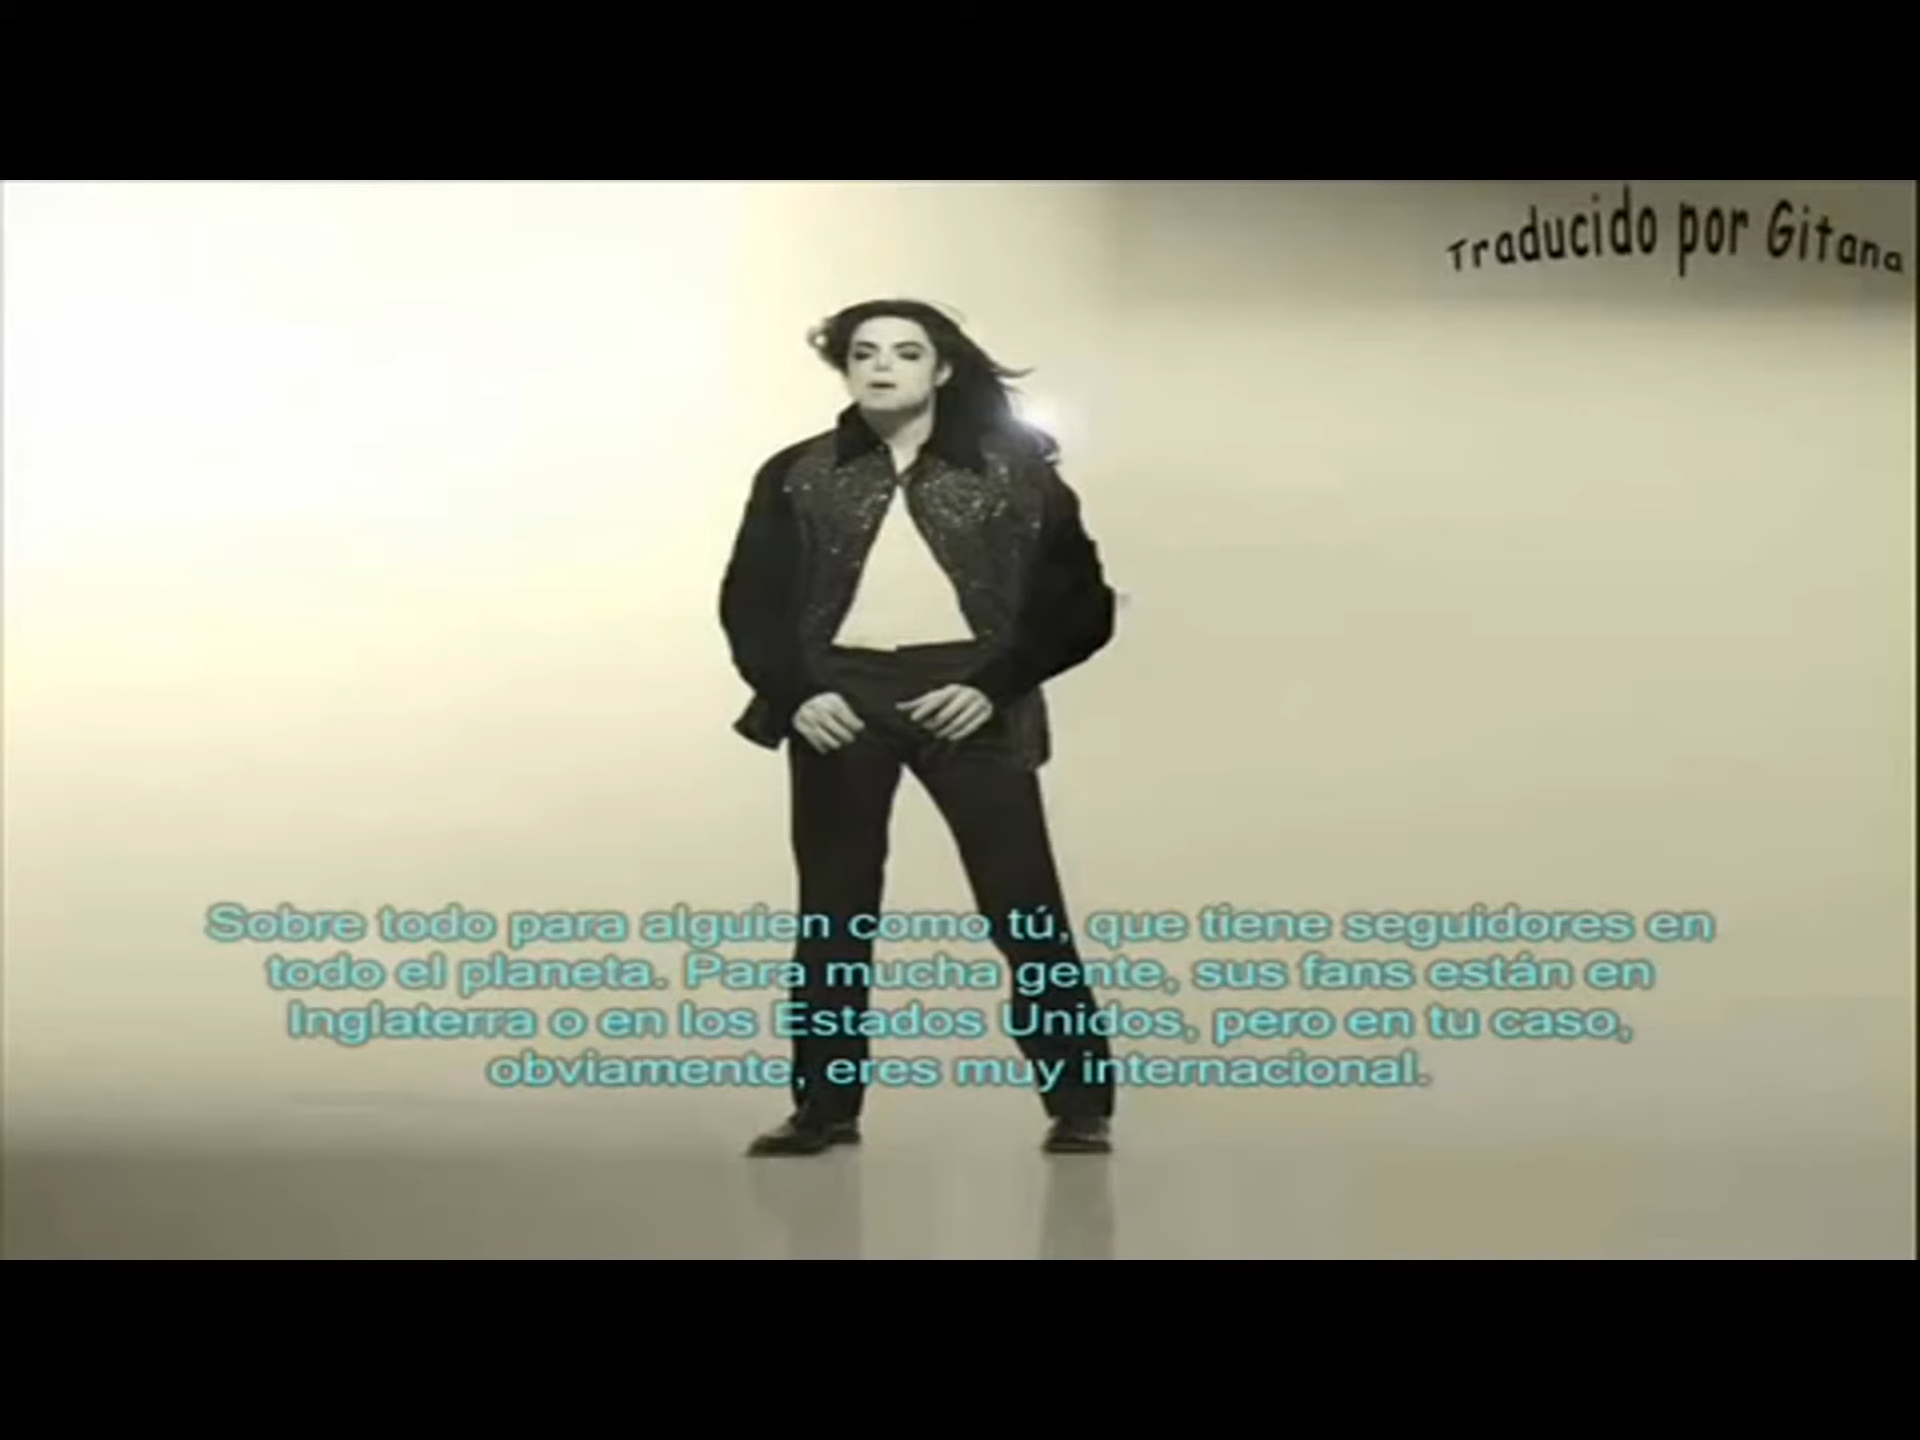 Traducido por Gitana
Sobre todo para alguien como tú, que tiene seguidores en
todo el planeta. Para mucha gente, sus fans están en
Inglaterra o en los Estados Unidos, pero en tu caso,
obviamente, eres muy internacional.